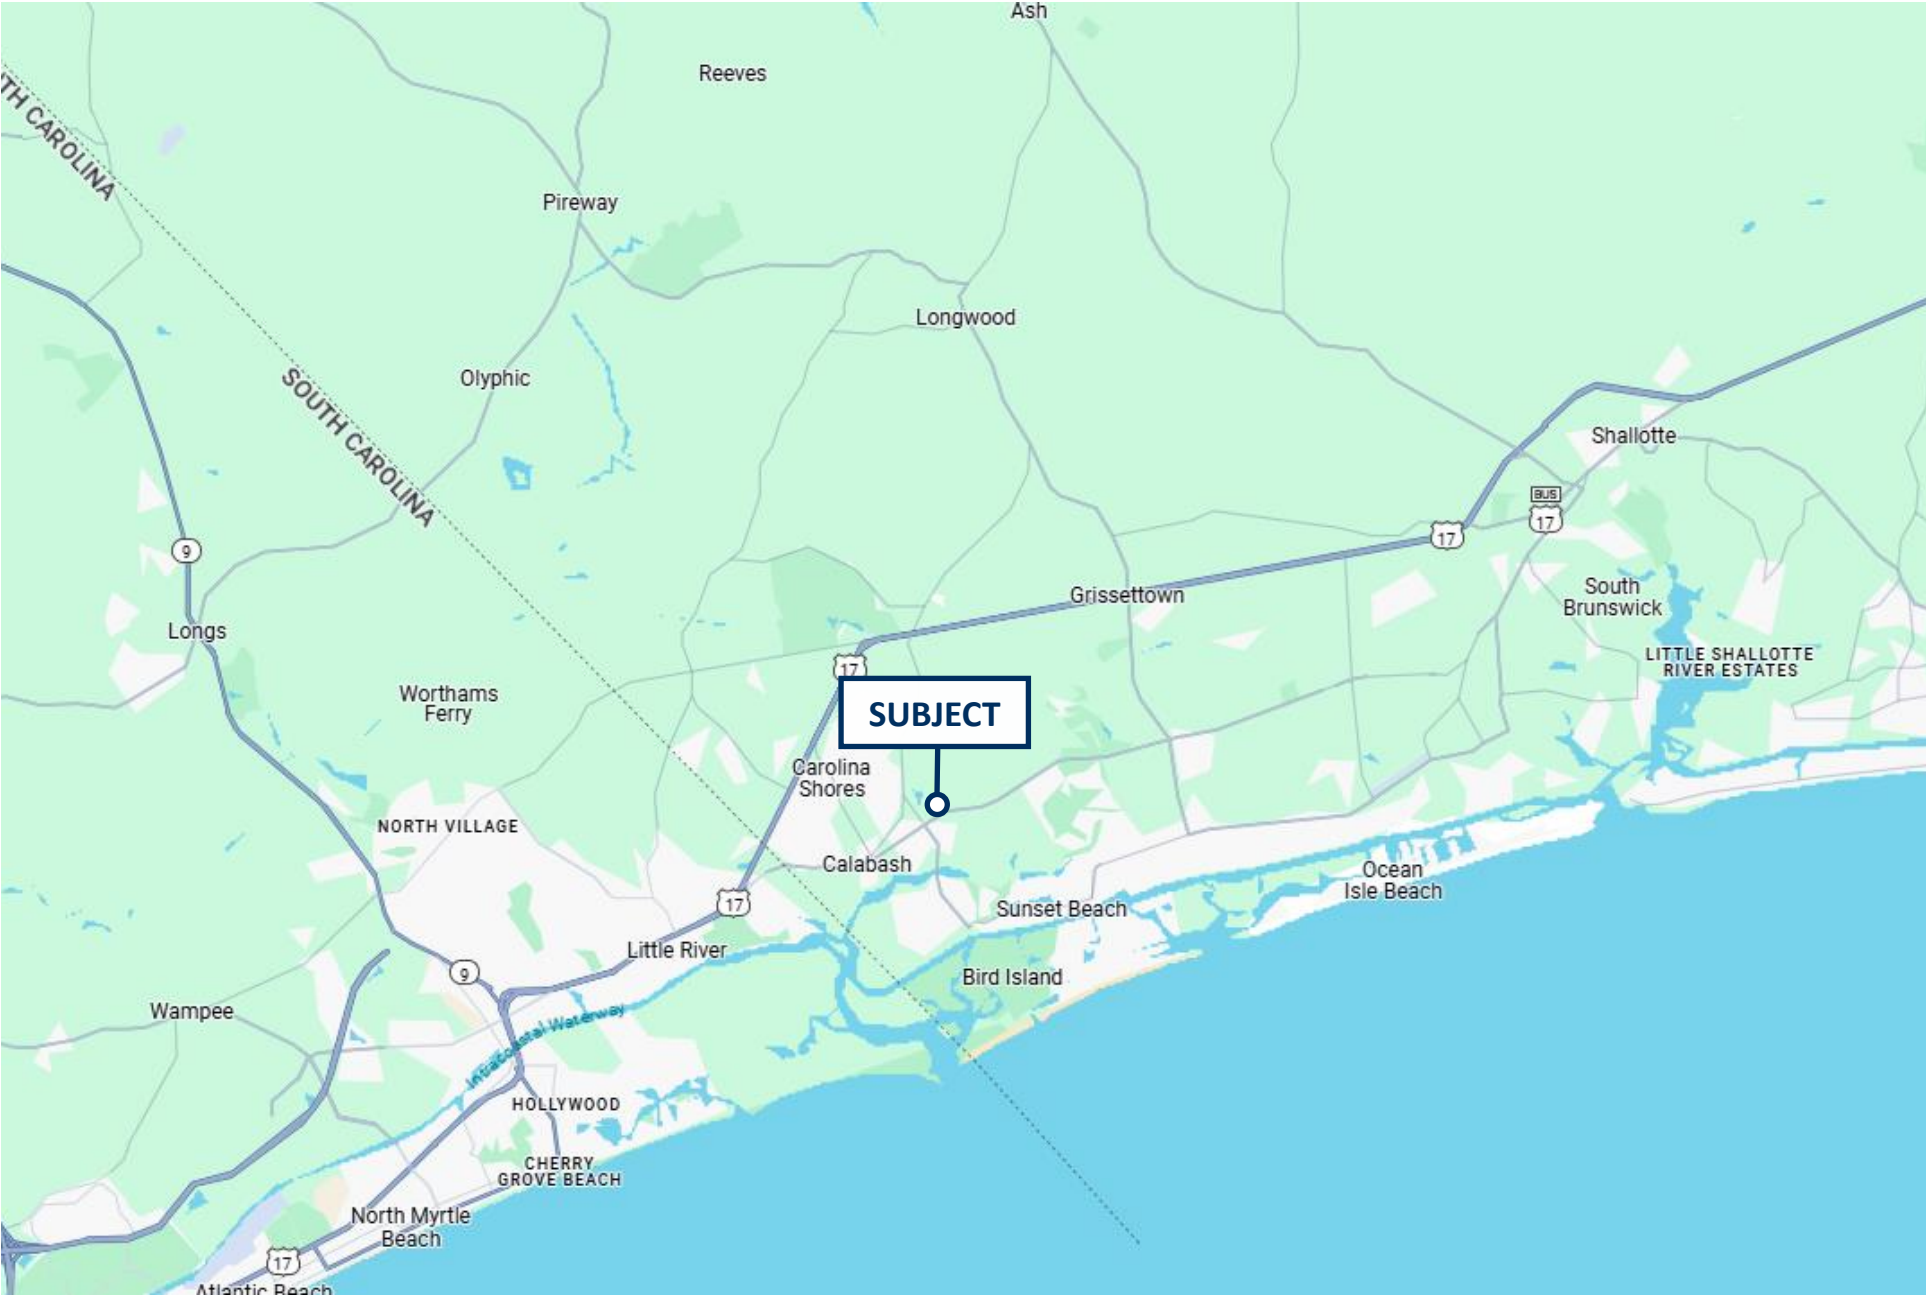 Ash
Reeves
TH CAROLINA
Pireway
Longwood
Olyphic
SOUTH CAROLINA
Shallotte
BUS
17
17
9
Grissettown
South
Brunswick
Longs
LITTLE SHALLOTTE
RIVER ESTATES
17
Worthams
Ferry
SUBJECT
Carolina
Shores
NORTH VILLAGE
Calabash
Ocean
Isle Beach
17
Sunset Beach
Little River
9
Bird Island
Wampee
Intracoastal Waterway
HOLLYWOOD
CHERRY
GROVE BEACH
North Myrtle
Beach
17
Atlantic Beach